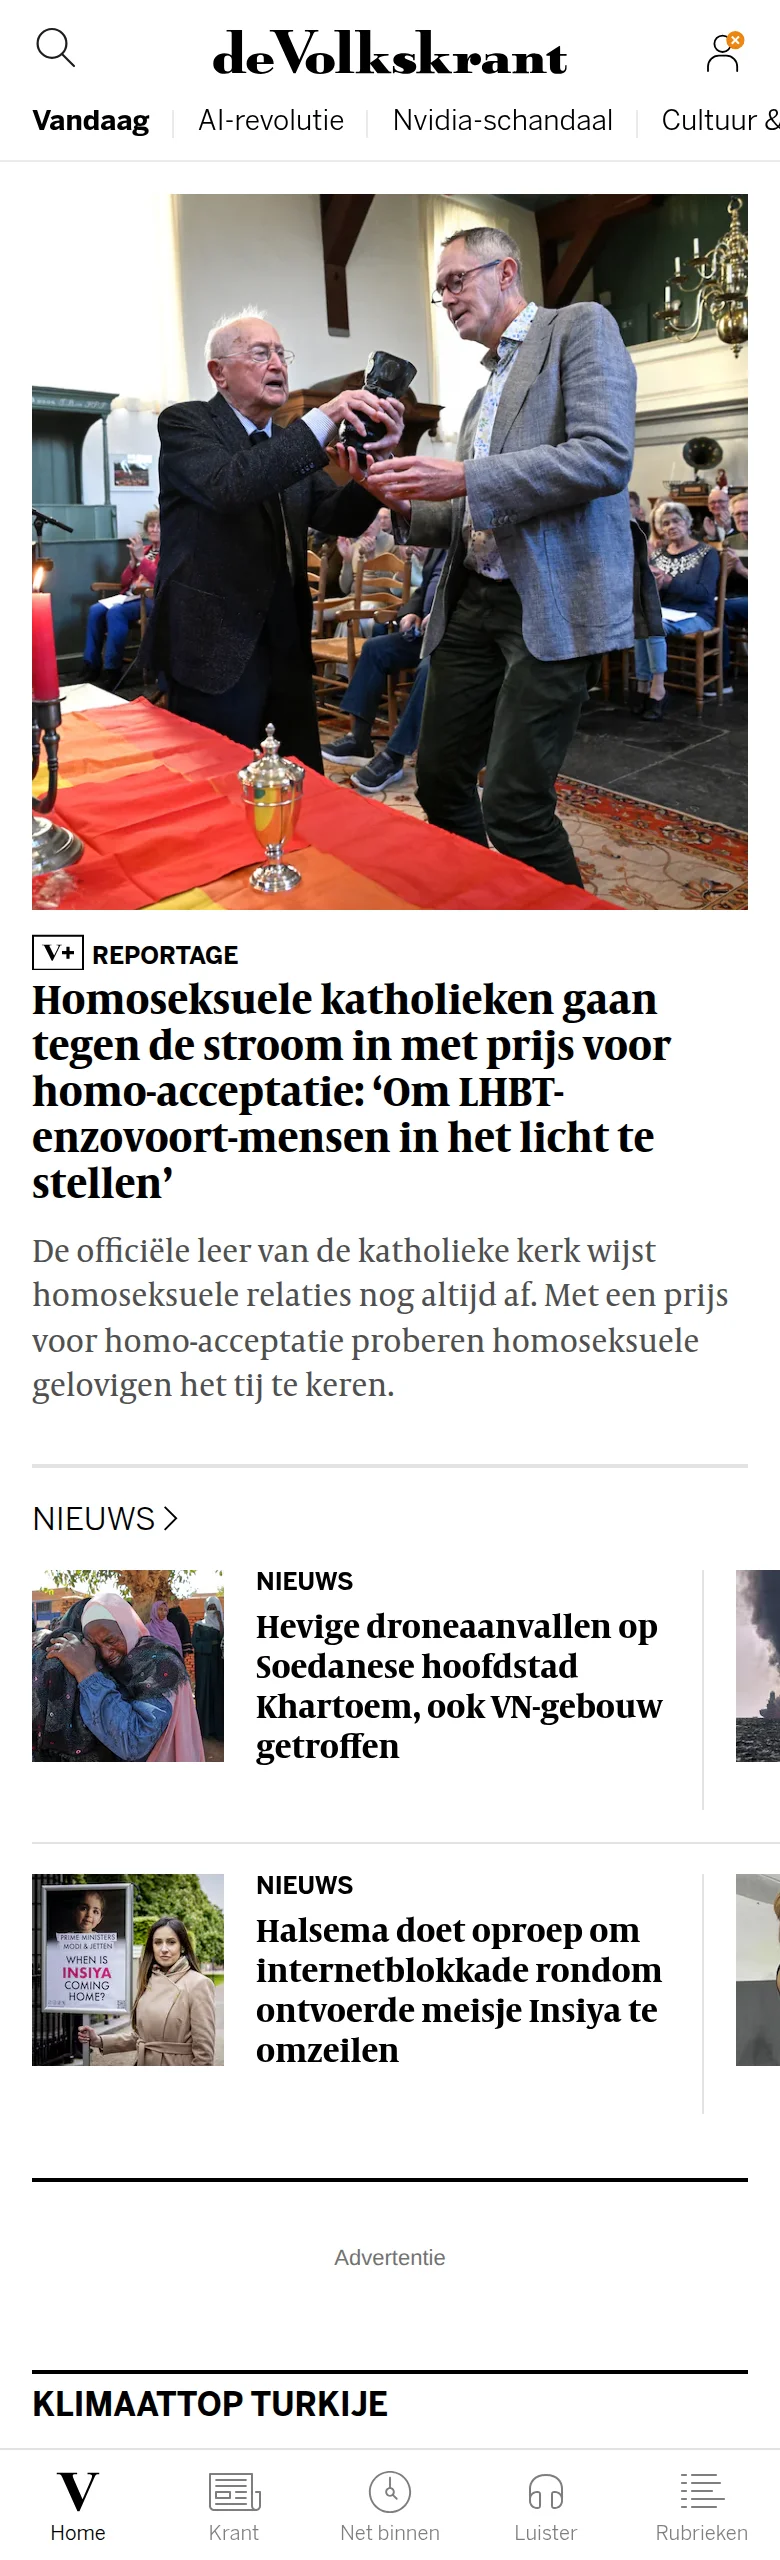 deVolkskrant
Vandaag AI-revolutie Nvidia-schandaal Cultuur &
V+ REPORTAGE
Homoseksuele katholieken gaan
tegen de stroom in met prijs voor
homo-acceptatie: ‘Om LHBT-
enzovoort-mensen in het licht te
stellen’
De officiële leer van de katholieke kerk wijst
homoseksuele relaties nog altijd af. Met een prijs
voor homo-acceptatie proberen homoseksuele
gelovigen het tij te keren.
NIEUWS
NIEUWS
Hevige droneaanvallen op
Soedanese hoofdstad
Khartoem, ook VN-gebouw
getroffen
PRIME MINISTERS
MODI & JETTEN
WHEN IS
INSIYA
COMING
HOME?
NIEUWS
Halsema doet oproep om
internetblokkade rondom
ontvoerde meisje Insiya te
omzeilen
Advertentie
KLIMAATTOP TURKIJE
V
Home Krant Net binnen Luister Rubrieken